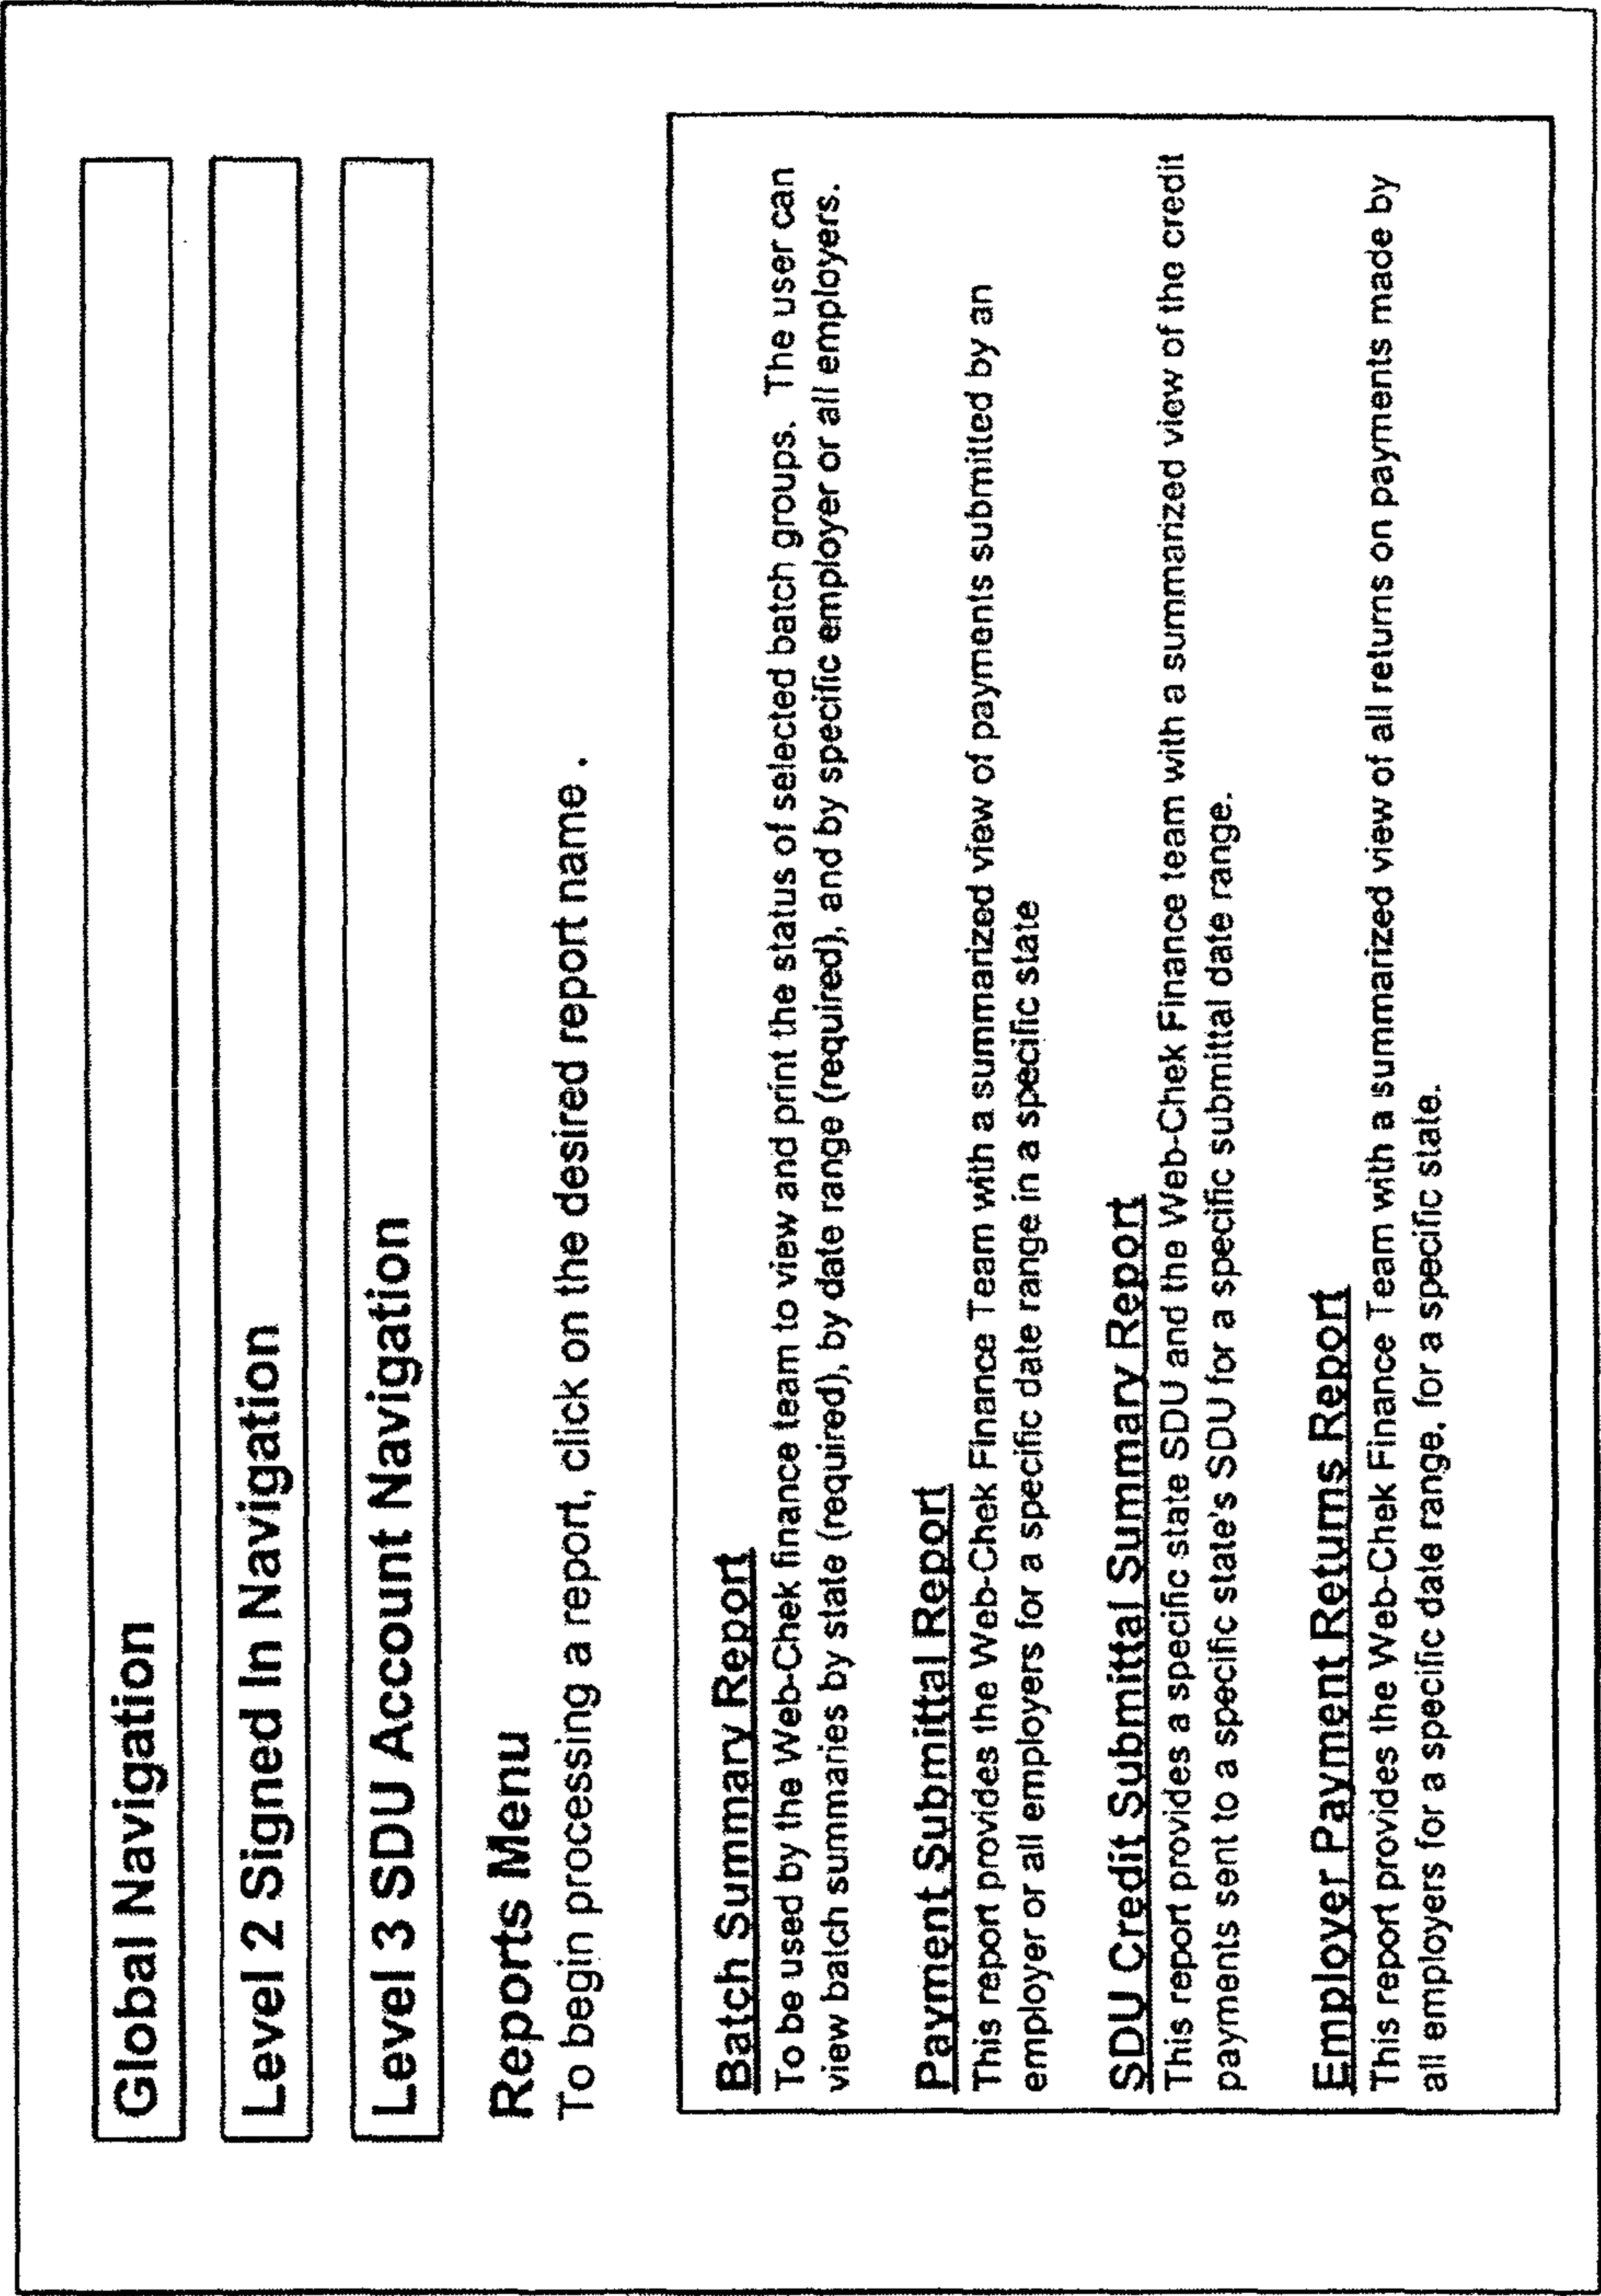 Global Navigation
Level 2 Signed In Navigation
Level 3 SDU Account Navigation
Reports Menu
To begin processing a report, click on the desired report name .
Batch Summary Report
To be used by the Web-Chek finance team to view and print the status of selected batch groups. The user can
view batch summaries by state (required), by date range (required), and by specific employer or all employers.
Payment Submittal Report
This report provides the Web-Chek Finance Team with a summarized view of payments submitted by an
employer or all employers for a specific date range in a specific state
SDU Credit Submittal Summary Report
This report provides a specific state SDU and the Web-Chek Finance team with a summarized view of the credit
payments sent to a specific state's SDU for a specific submittal date range.
Employer Payment Returns Report
This report provides the Web-Chek Finance Team with a summarized view of all returns on payments made by
all employers for a specific date range, for a specific state.